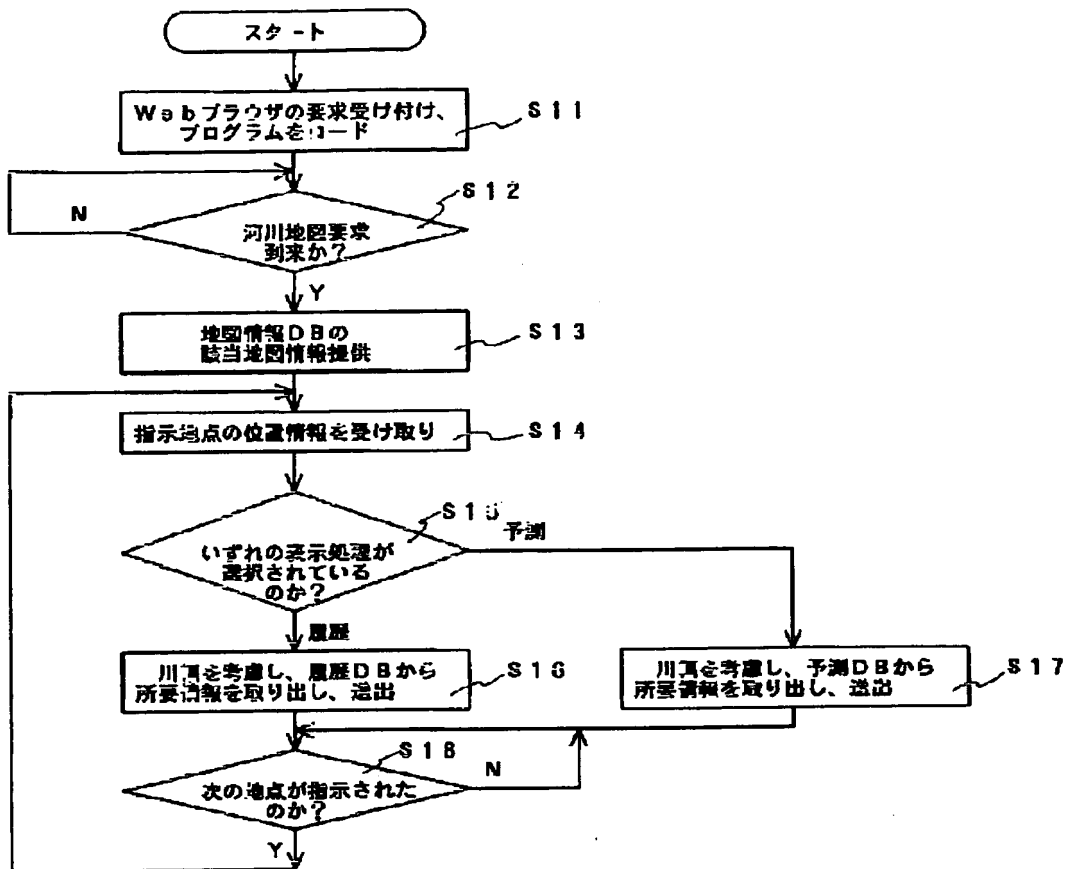 スタート
Webブラウザの要求受け付け、
プログラムをロード
S11
S12
N
河川地図要求
到来か?
Y
地図情報DBの
該当地図情報提供
S13
指示地点の位置情報を受け取り
S14
S15
予測
いずれの表示処理が
選択されている
のか?
履歴
川順を考慮し、履歴DBから
所要情報を取り出し、送出
S16
川順を考慮し、予測DBから
所要情報を取り出し、送出
S17
S18
N
次の地点が指示された
のか?
Y